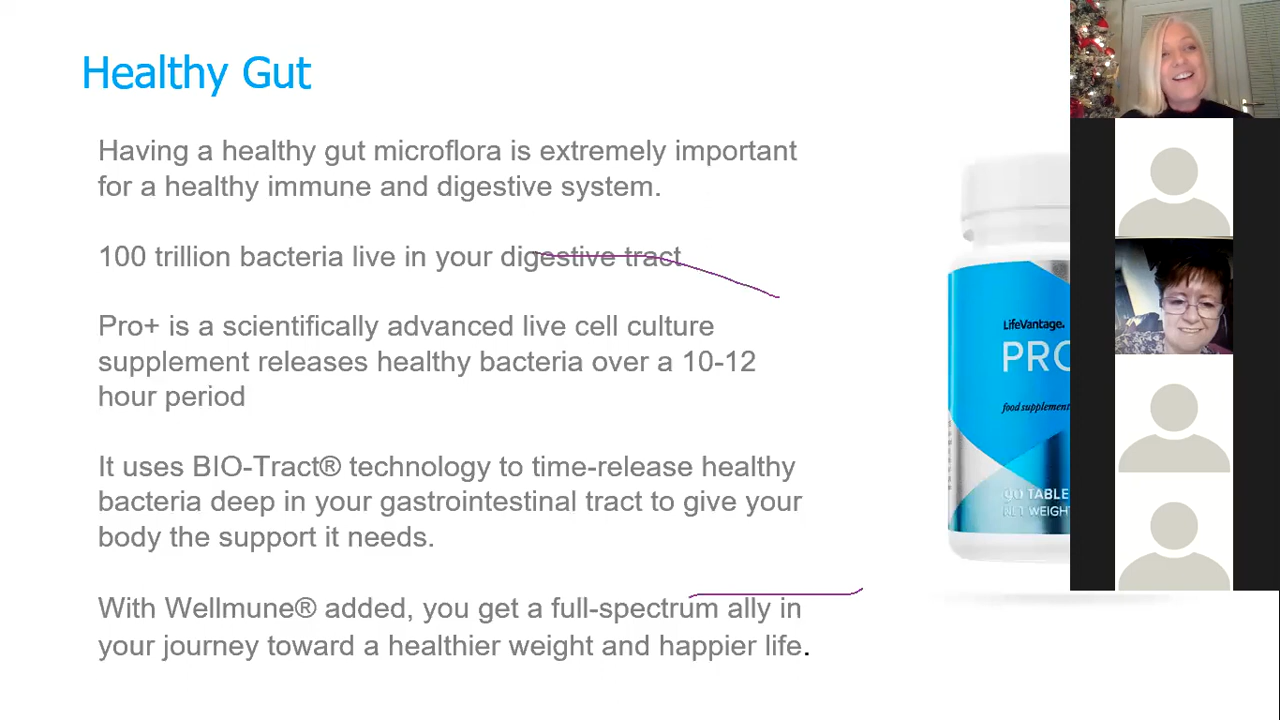 Healthy Gut
Having a healthy gut microflora is extremely important
for a healthy immune and digestive system.
100 trillion bacteria live in your digestive tract.
Pro+ is a scientifically advanced live cell culture
supplement releases healthy bacteria over a 10-12
hour period
It uses BIO-Tract® technology to time-release healthy
bacteria deep in your gastrointestinal tract to give your
body the support it needs.
With Wellmune® added, you get a full-spectrum ally in
your journey toward a healthier weight and happier life.
LifeVantage.
PRO
food supplement
90 TABLE
NET WEIGH